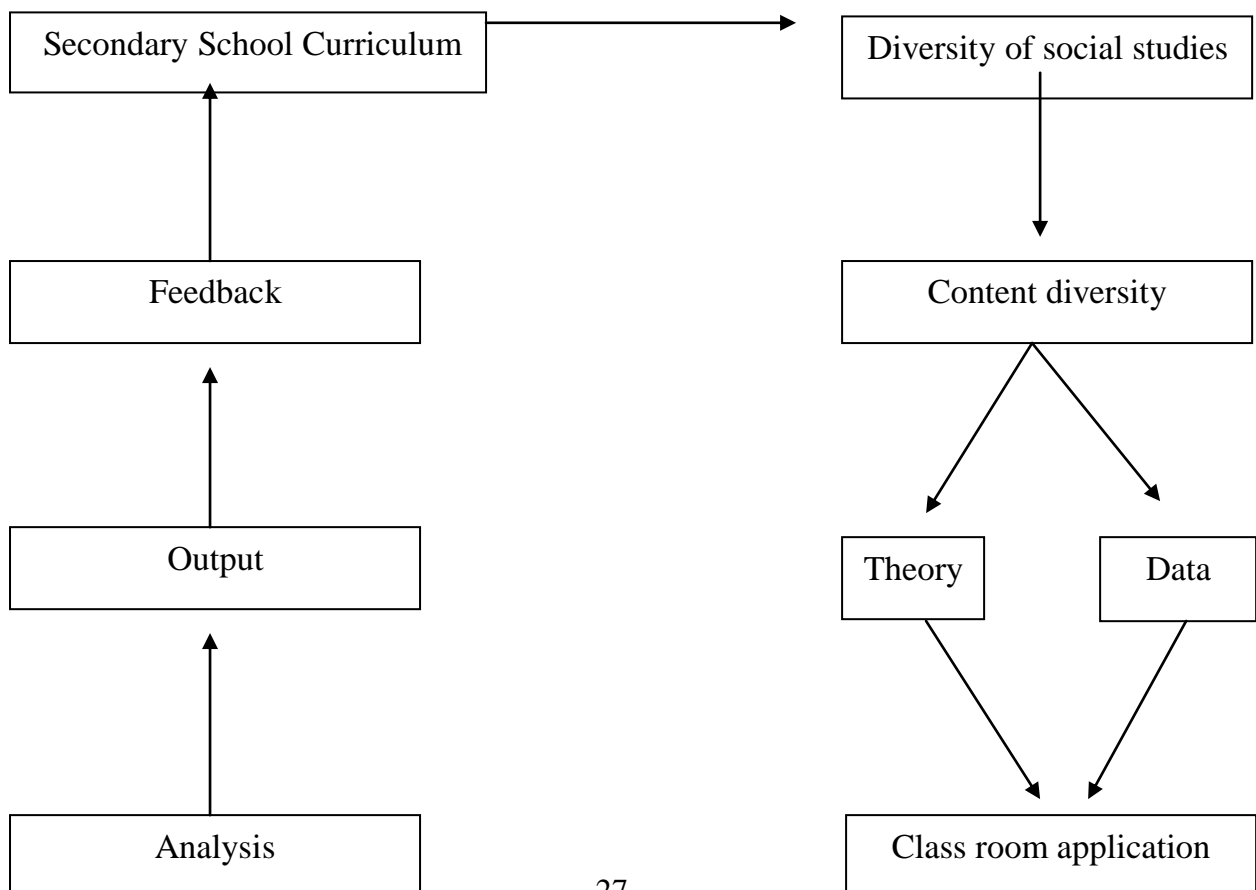 Secondary School Curriculum
Diversity of social studies
Feedback
Content diversity
Output
Theory
Data
Analysis
Class room application
27